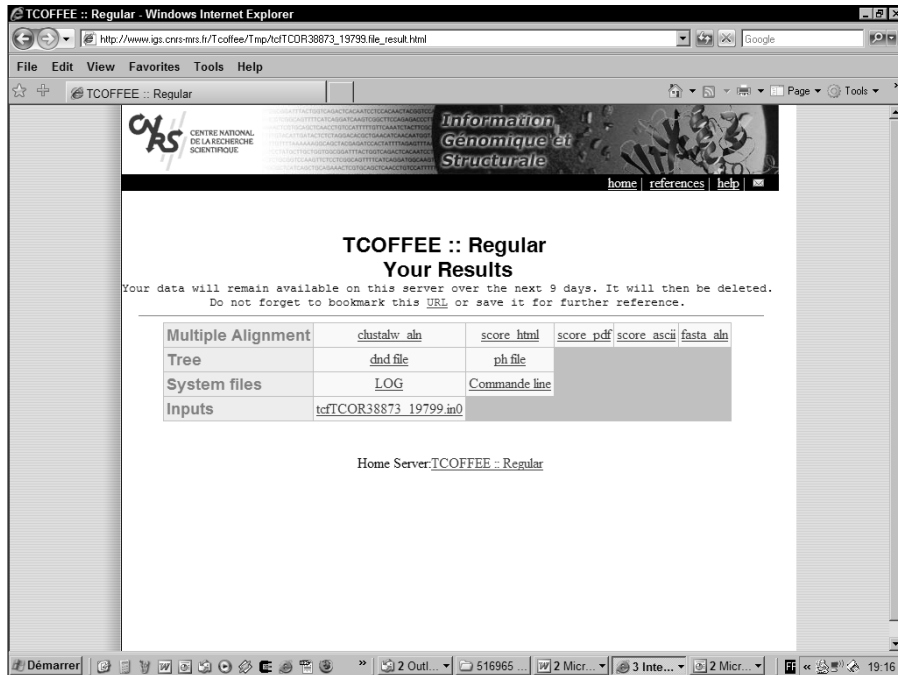 TCOFFEE :: Regular - Windows Internet Explorer
http://www.igs.cnrs-mrs.fr/Tcoffee/Tmp/tcfTCOR38873_19799.file_result.html
Google
File Edit View Favorites Tools Help
TCOFFEE :: Regular
Page Tools
CNRS
CENTRE NATIONAL
DE LA RECHERCHE
SCIENTIFIQUE
Information
Génomique et
Structurale
home | references | help |
TCOFFEE :: Regular
Your Results
Your data will remain available on this server over the next 9 days. It will then be deleted.
Do not forget to bookmark this URL or save it for further reference.
Multiple Alignment clustalw_aln score_html score_pdf score_ascii fasta_aln
Tree dnd file ph file
System files LOG Commande line
Inputs tcfTCOR38873_19799.in0
Home Server:TCOFFEE :: Regular
Démarrer » 2 Outl... 516965 ... 2 Micr... 3 Inte... 2 Micr... « 19:16